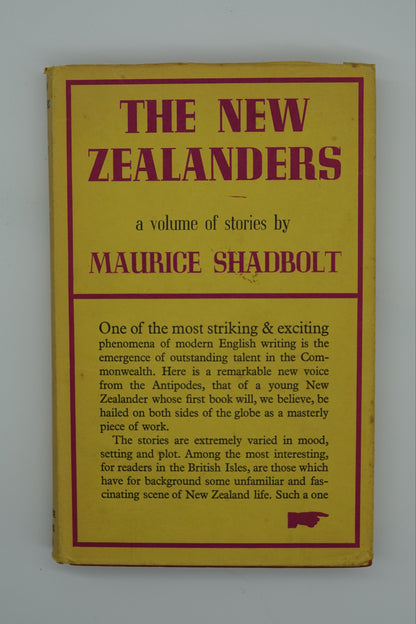 THE NEW
ZEALANDERS
a volume of stories by
MAURICE SHADBOLT
One of the most striking & exciting
phenomena of modern English writing is the
emergence of outstanding talent in the Com-
monwealth. Here is a remarkable new voice
from the Antipodes, that of a young New
Zealander whose first book will, we believe, be
hailed on both sides of the globe as a masterly
piece of work.
The stories are extremely varied in mood,
setting and plot. Among the most interesting,
for readers in the British Isles, are those which
have for background some unfamiliar and fas-
cinating scene of New Zealand life. Such a one